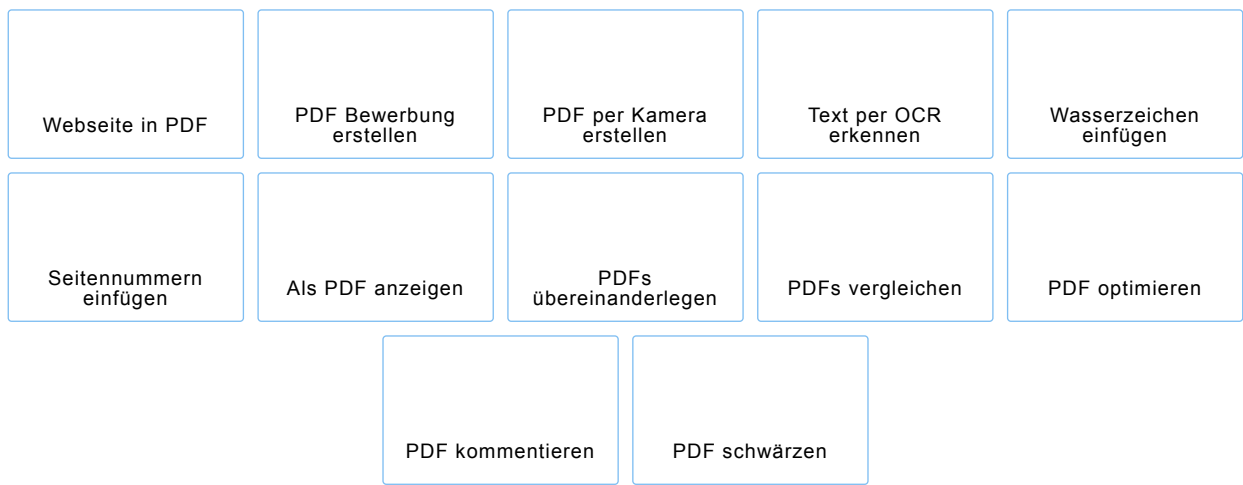 Webseite in PDF
PDF Bewerbung
erstellen
PDF per Kamera
erstellen
Text per OCR
erkennen
Wasserzeichen
einfügen
Seitennummern
einfügen
Als PDF anzeigen
PDFs
übereinanderlegen
PDFs vergleichen
PDF optimieren
PDF kommentieren
PDF schwärzen